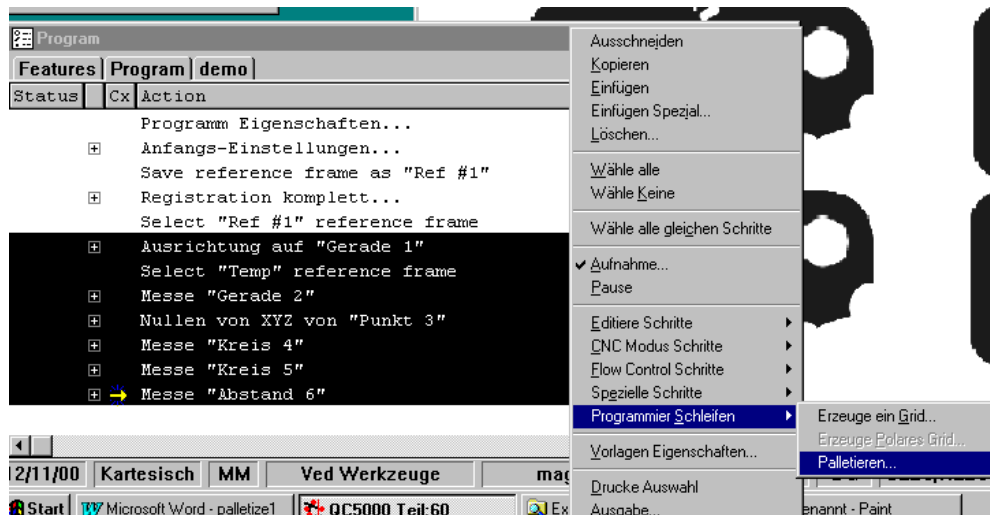 Program
Features Program demo
Status Cx Action
Programm Eigenschaften...
Anfangs-Einstellungen...
Save reference frame as "Ref #1"
Registration komplett...
Select "Ref #1" reference frame
Ausrichtung auf "Gerade 1"
Select "Temp" reference frame
Messe "Gerade 2"
Nullen von XYZ von "Punkt 3"
Messe "Kreis 4"
Messe "Kreis 5"
Messe "Abstand 6"
Ausschneiden
Kopieren
Einfügen
Einfügen Spezial...
Löschen...
Wähle alle
Wähle Keine
Wähle alle gleichen Schritte
Aufnahme...
Pause
Editiere Schritte
CNC Modus Schritte
Flow Control Schritte
Spezielle Schritte
Programmier Schleifen
Vorlagen Eigenschaften...
Drucke Auswahl
Ausgabe...
Erzeuge ein Grid...
Erzeuge Polares Grid...
Palletieren...
12/11/00 Kartesisch MM Ved Werkzeuge mag
Start Microsoft Word - palletize1 QC5000 Teil:60 Ex enannt - Paint